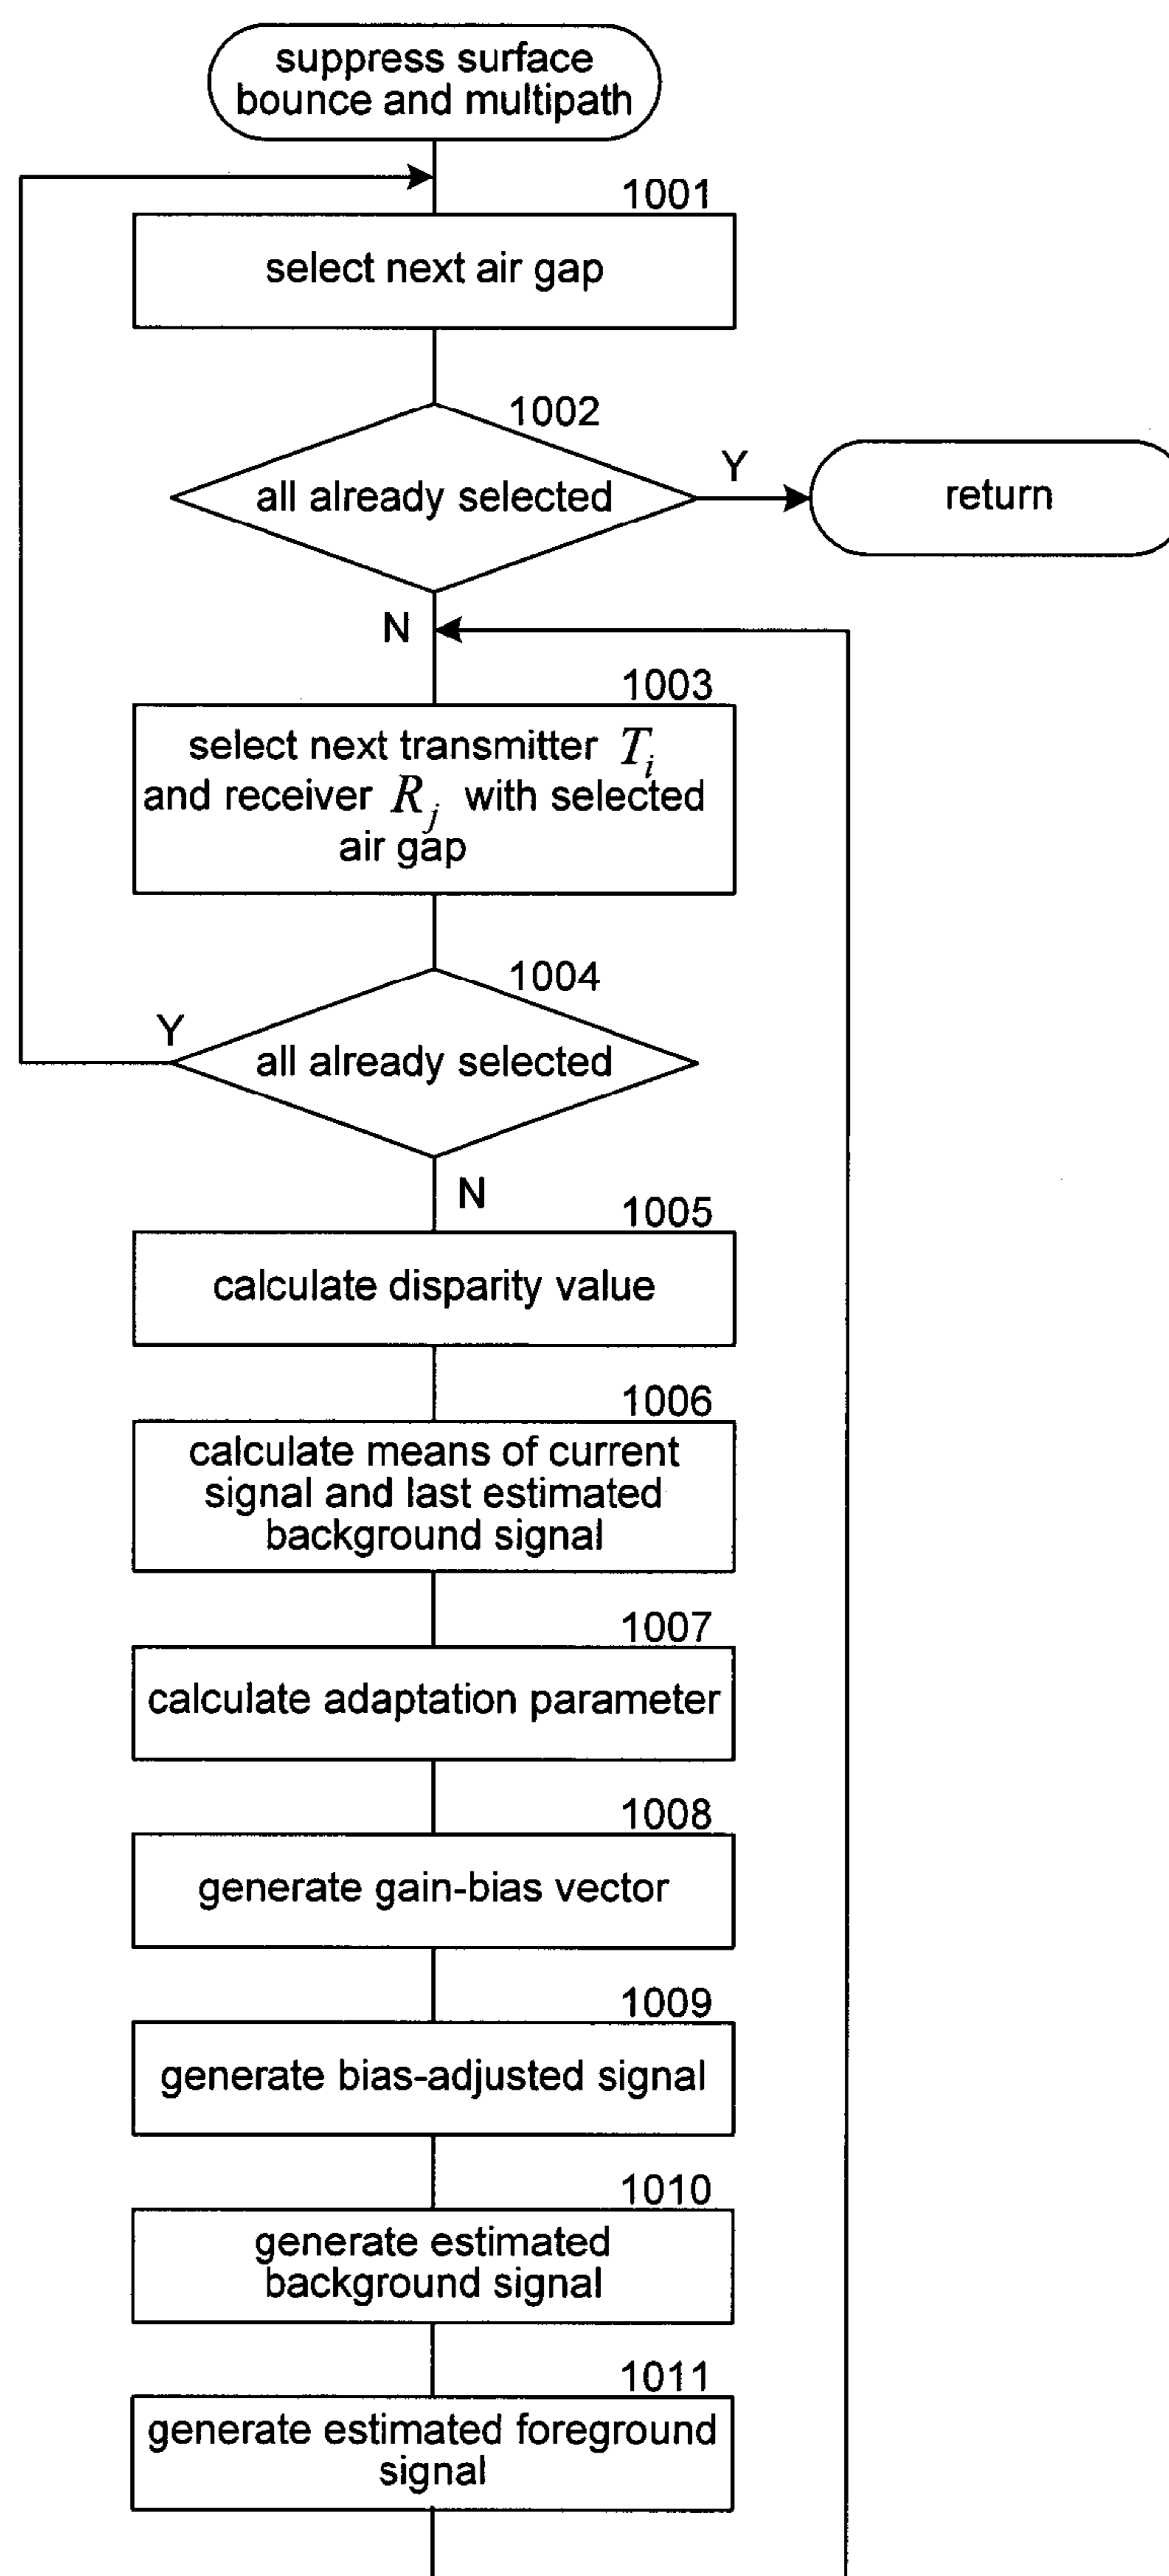 suppress surface
bounce and multipath
1001
select next air gap
1002
all already selected
Y
return
N
1003
select next transmitter T_i
and receiver R_j with selected
air gap
1004
Y
all already selected
N
1005
calculate disparity value
1006
calculate means of current
signal and last estimated
background signal
1007
calculate adaptation parameter
1008
generate gain-bias vector
1009
generate bias-adjusted signal
1010
generate estimated
background signal
1011
generate estimated foreground
signal